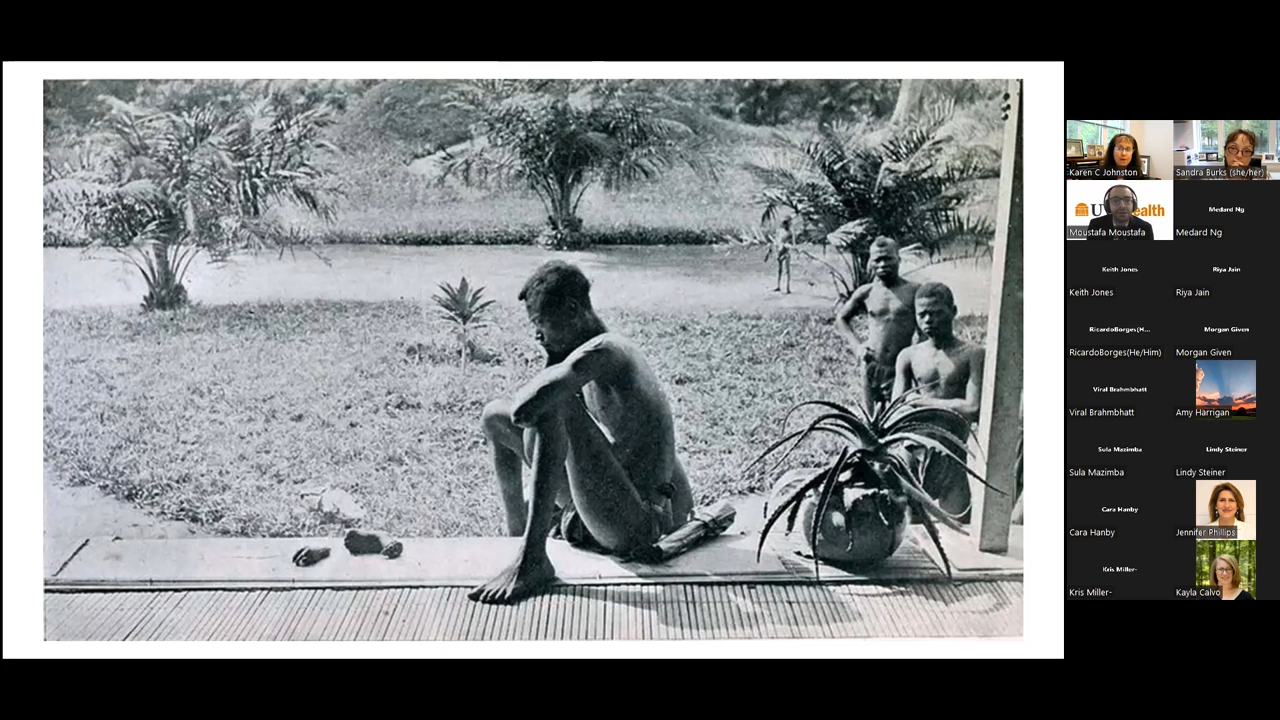 Karen C Johnston
Sandra Burks (she/her)
Moustafa Moustafa
Medard Ng
Medard Ng
Keith Jones
Riya Jain
Keith Jones
Riya Jain
RicardoBorges(H...
Morgan Given
RicardoBorges(He/Him)
Morgan Given
Viral Brahmbhatt
Viral Brahmbhatt
Amy Harrigan
Sula Mazimba
Lindy Steiner
Sula Mazimba
Lindy Steiner
Cara Hanby
Cara Hanby
Jennifer Phillips
Kris Miller-
Kris Miller-
Kayla Calvo